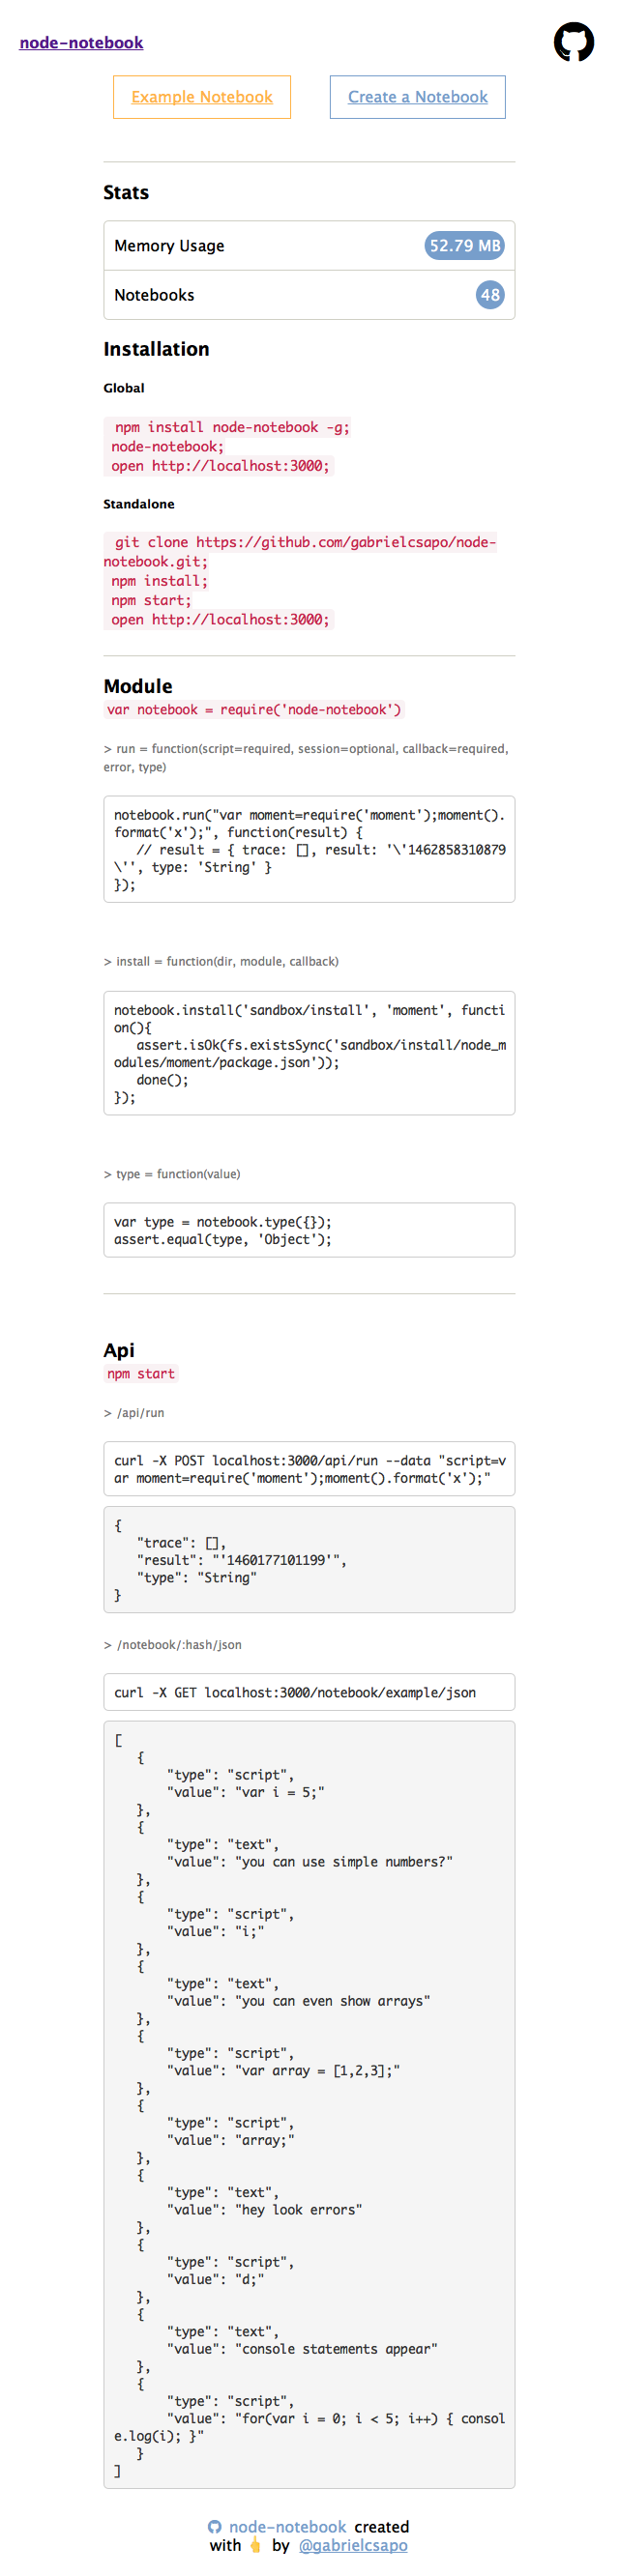 node-notebook
Example Notebook
Create a Notebook
Stats
Memory Usage 52.79 MB
Notebooks 48
Installation
Global
npm install node-notebook -g;
node-notebook;
open http://localhost:3000;
Standalone
git clone https://github.com/gabrielcsapo/node-
notebook.git;
npm install;
npm start;
open http://localhost:3000;
Module
var notebook = require('node-notebook')
> run = function(script=required, session=optional, callback=required,
error, type)
notebook.run("var moment=require('moment');moment().
format('x');", function(result) {
   // result = { trace: [], result: '\'1462858310879
\'', type: 'String' }
});
> install = function(dir, module, callback)
notebook.install('sandbox/install', 'moment', functi
on(){
   assert.isOk(fs.existsSync('sandbox/install/node_m
odules/moment/package.json'));
   done();
});
> type = function(value)
var type = notebook.type({});
assert.equal(type, 'Object');
Api
npm start
> /api/run
curl -X POST localhost:3000/api/run --data "script=v
ar moment=require('moment');moment().format('x');"
{
   "trace": [],
   "result": "'1460177101199'",
   "type": "String"
}
> /notebook/:hash/json
curl -X GET localhost:3000/notebook/example/json
[
   {
       "type": "script",
       "value": "var i = 5;"
   },
   {
       "type": "text",
       "value": "you can use simple numbers?"
   },
   {
       "type": "script",
       "value": "i;"
   },
   {
       "type": "text",
       "value": "you can even show arrays"
   },
   {
       "type": "script",
       "value": "var array = [1,2,3];"
   },
   {
       "type": "script",
       "value": "array;"
   },
   {
       "type": "text",
       "value": "hey look errors"
   },
   {
       "type": "script",
       "value": "d;"
   },
   {
       "type": "text",
       "value": "console statements appear"
   },
   {
       "type": "script",
       "value": "for(var i = 0; i < 5; i++) { consol
e.log(i); }"
   }
]
node-notebook created
with 👆 by @gabrielcsapo